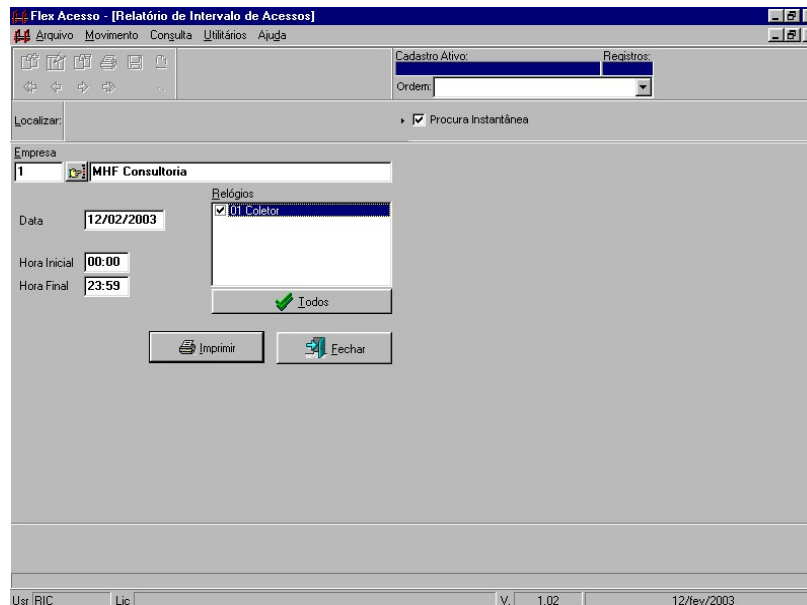 Flex Acesso - [Relatório de Intervalo de Acessos]
Arquivo Movimento Consulta Utilitários Ajuda
Cadastro Ativo: Registros:
Ordem:
Localizar: Procura Instantânea
Empresa
1 MHF Consultoria
Relógios
01 Coletor
Data 12/02/2003
Hora Inicial 00:00
Hora Final 23:59
Todos
Imprimir Fechar
Usr RIC Lic V. 1.02 12/fev/2003